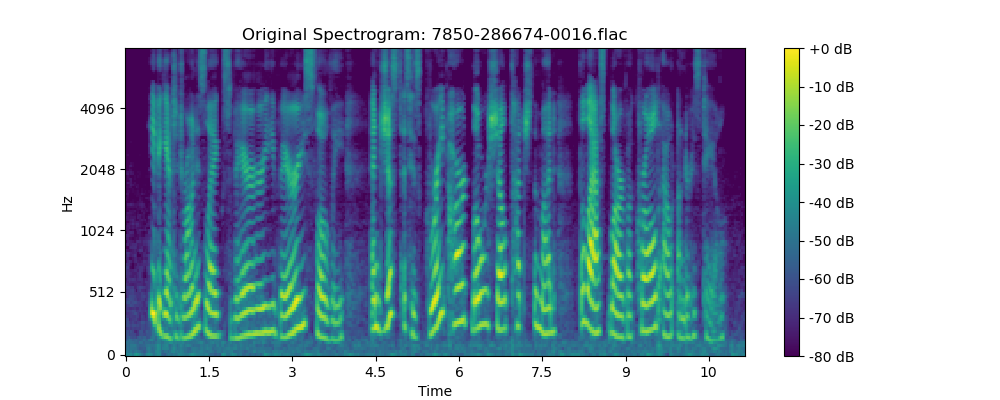 Original Spectrogram: 7850-286674-0016.flac
Hz
4096
2048
1024
512
0
0 1.5 3 4.5 6 7.5 9 10
Time
+0 dB
-10 dB
-20 dB
-30 dB
-40 dB
-50 dB
-60 dB
-70 dB
-80 dB